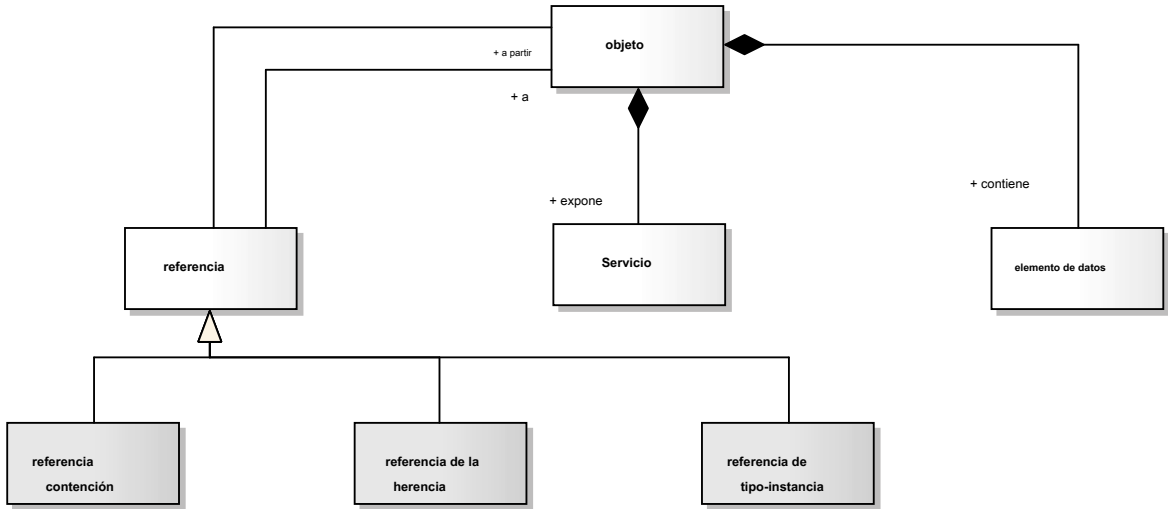 objeto
+ a partir
+ a
+ contiene
+ expone
referencia
Servicio
elemento de datos
referencia
contención
referencia de la
herencia
referencia de
tipo-instancia